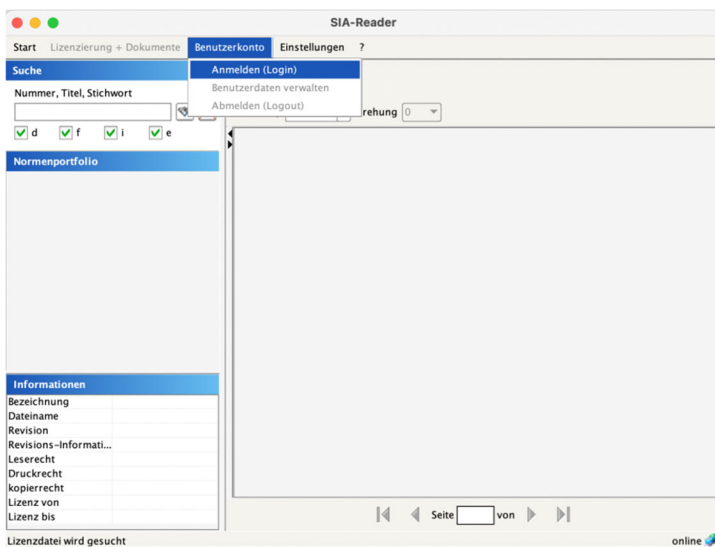 SIA-Reader
Start Lizenzierung + Dokumente Benutzerkonto Einstellungen ?
Anmelden (Login)
Benutzerdaten verwalten
Abmelden (Logout)
Suche
Nummer, Titel, Stichwort
d f i e
rehung 0
Normenportfolio
Informationen
Bezeichnung
Dateiname
Revision
Revisions-Informati...
Leserecht
Druckrecht
kopierrecht
Lizenz von
Lizenz bis
Seite von
Lizenzdatei wird gesucht online